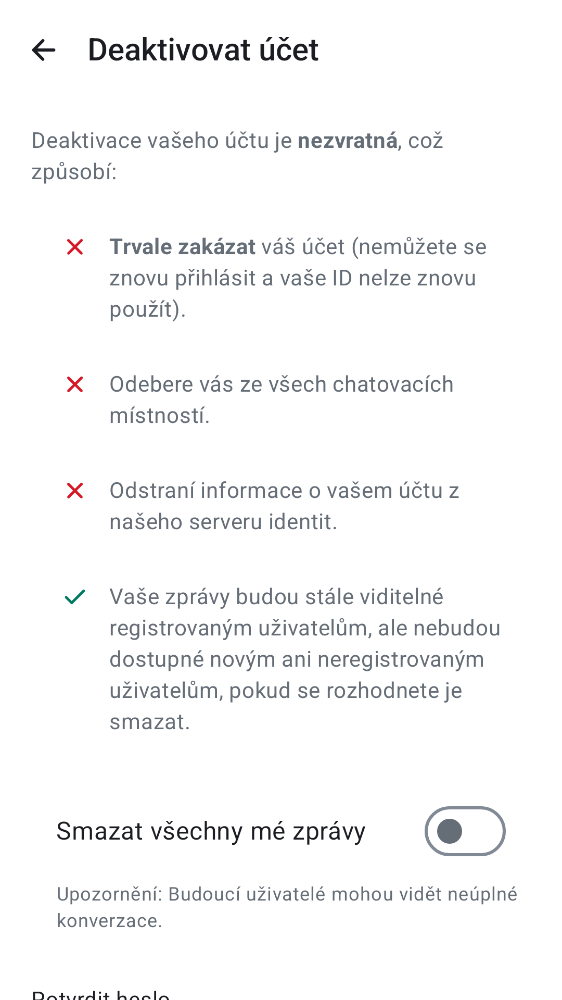 Deaktivovat účet
Deaktivace vašeho účtu je nezvratná, což
způsobí:
Trvale zakázat váš účet (nemůžete se
znovu přihlásit a vaše ID nelze znovu
použít).
Odebere vás ze všech chatovacích
místností.
Odstraní informace o vašem účtu z
našeho serveru identit.
Vaše zprávy budou stále viditelné
registrovaným uživatelům, ale nebudou
dostupné novým ani neregistrovaným
uživatelům, pokud se rozhodnete je
smazat.
Smazat všechny mé zprávy
Upozornění: Budoucí uživatelé mohou vidět neúplné
konverzace.
Potvrdit heslo